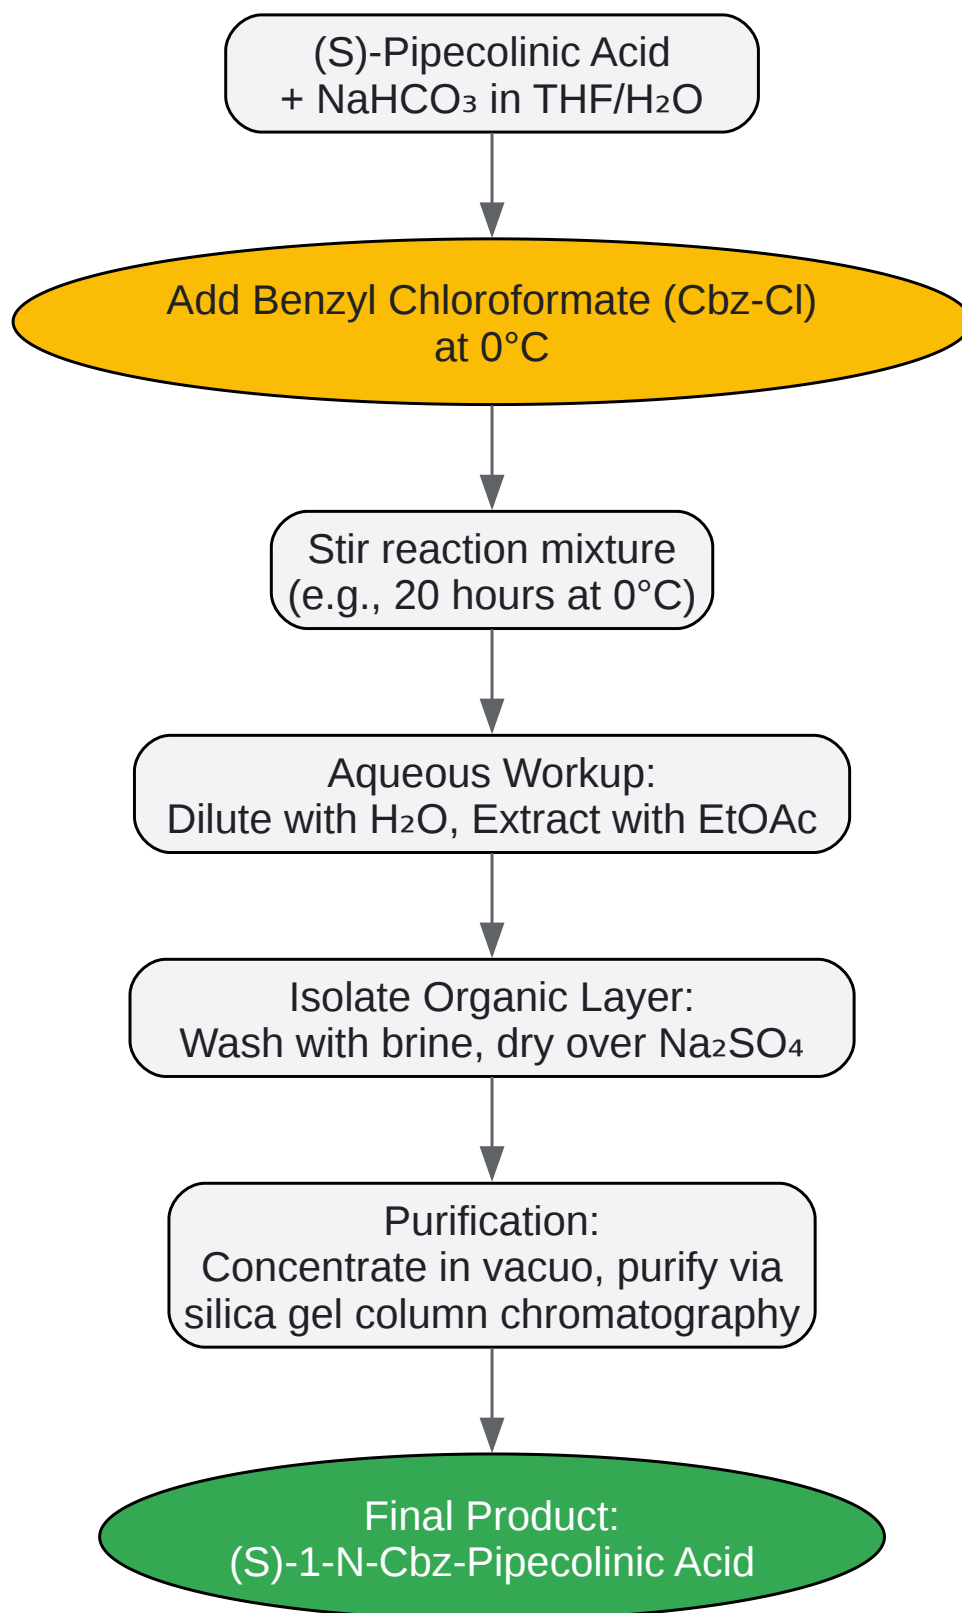 (S)-Pipecolinic Acid
+ NaHCO₃ in THF/H₂O
Add Benzyl Chloroformate (Cbz-Cl)
at 0°C
Stir reaction mixture
(e.g., 20 hours at 0°C)
Aqueous Workup:
Dilute with H₂O, Extract with EtOAc
Isolate Organic Layer:
Wash with brine, dry over Na₂SO₄
Purification:
Concentrate in vacuo, purify via
silica gel column chromatography
Final Product:
(S)-1-N-Cbz-Pipecolinic Acid